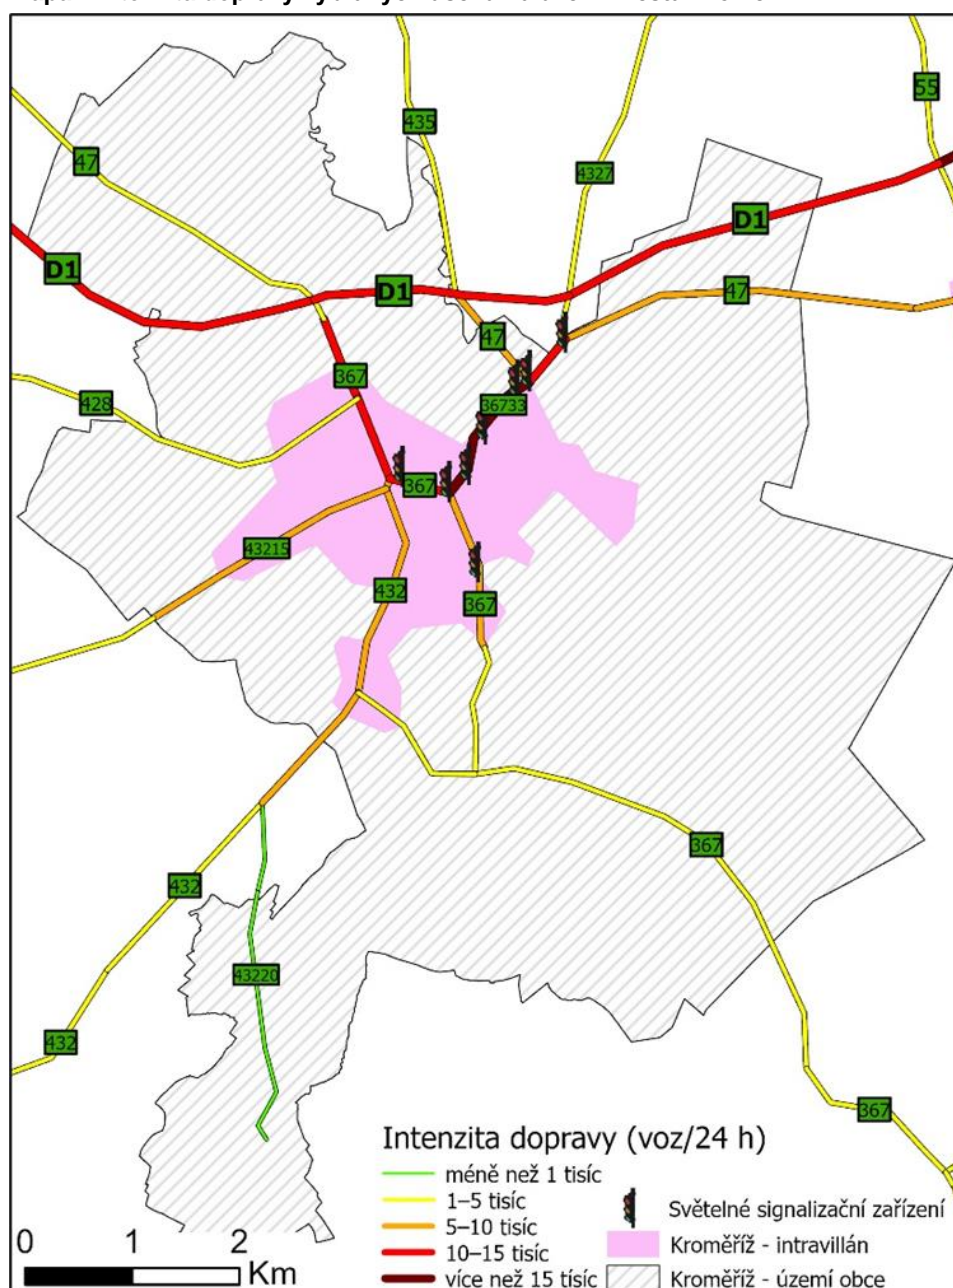 435
55
47
4327
D1
D1
D1
47
47
367
428
36733
367
43215
432
367
367
432
43220
432
367
Intenzita dopravy (voz/24 h)
méně než 1 tisíc
1–5 tisíc
5–10 tisíc
10–15 tisíc
více než 15 tisíc
Světelné signalizační zařízení
Kroměříž - intravillán
Kroměříž - území obce
0 1 2
Km